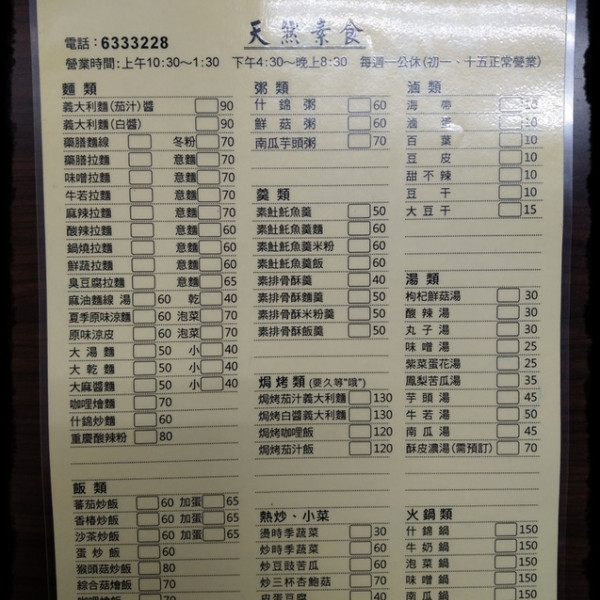 天然素食
電話：6333228
營業時間：上午10:30～1:30 下午4:30～晚上8:30 每週一公休(初一、十五正常營業)
麵類
義大利麵(茄汁)醬 90
義大利麵(白醬) 90
藥膳麵線 冬粉 70
藥膳拉麵 意麵 70
味噌拉麵 意麵 70
牛若拉麵 意麵 70
麻辣拉麵 意麵 70
酸辣拉麵 意麵 60
鍋燒拉麵 意麵 60
鮮蔬拉麵 意麵 60
臭豆腐拉麵 意麵 65
麻油麵線 湯 60 乾 40
夏季原味涼麵 60 泡菜 70
原味涼皮 60 泡菜 70
大湯麵 50 小 40
大乾麵 50 小 40
大麻醬麵 50 小 40
咖哩燴麵 70
什錦炒麵 60
重慶酸辣粉 80
飯類
蕃茄炒飯 60 加蛋 65
香椿炒飯 60 加蛋 65
沙茶炒飯 60 加蛋 65
蛋炒飯 60
猴頭菇炒飯 80
綜合菇燴飯 70
粥類
什錦粥 60
鮮菇粥 60
南瓜芋頭粥 70
羹類
素𩵚魠魚羹 50
素𩵚魠魚羹麵 60
素𩵚魠魚羹米粉 60
素𩵚魠魚羹飯 60
素排骨酥羹 40
素排骨酥麵羹 50
素排骨酥米粉羹 50
素排骨酥飯羹 50
焗烤類(要久等"哦")
焗烤茄汁義大利麵 130
焗烤白醬義大利麵 130
焗烤咖哩飯 120
焗烤茄汁飯 120
熱炒、小菜
燙時季蔬菜 30
炒時季蔬菜 60
炒豆豉苦瓜 60
炒三杯杏鮑菇 70
皮蛋豆腐 40
滷類
海帶 10
滷 10
百葉 10
豆皮 10
甜不辣 10
豆干 10
大豆干 15
湯類
枸杞鮮菇湯 30
酸辣湯 30
丸子湯 30
味噌湯 25
紫菜蛋花湯 25
鳳梨苦瓜湯 35
芋頭湯 45
牛若湯 50
南瓜湯 45
酥皮濃湯(需預訂) 70
火鍋類
什錦鍋 150
牛奶鍋 150
泡菜鍋 150
味噌鍋 150
南瓜鍋 150